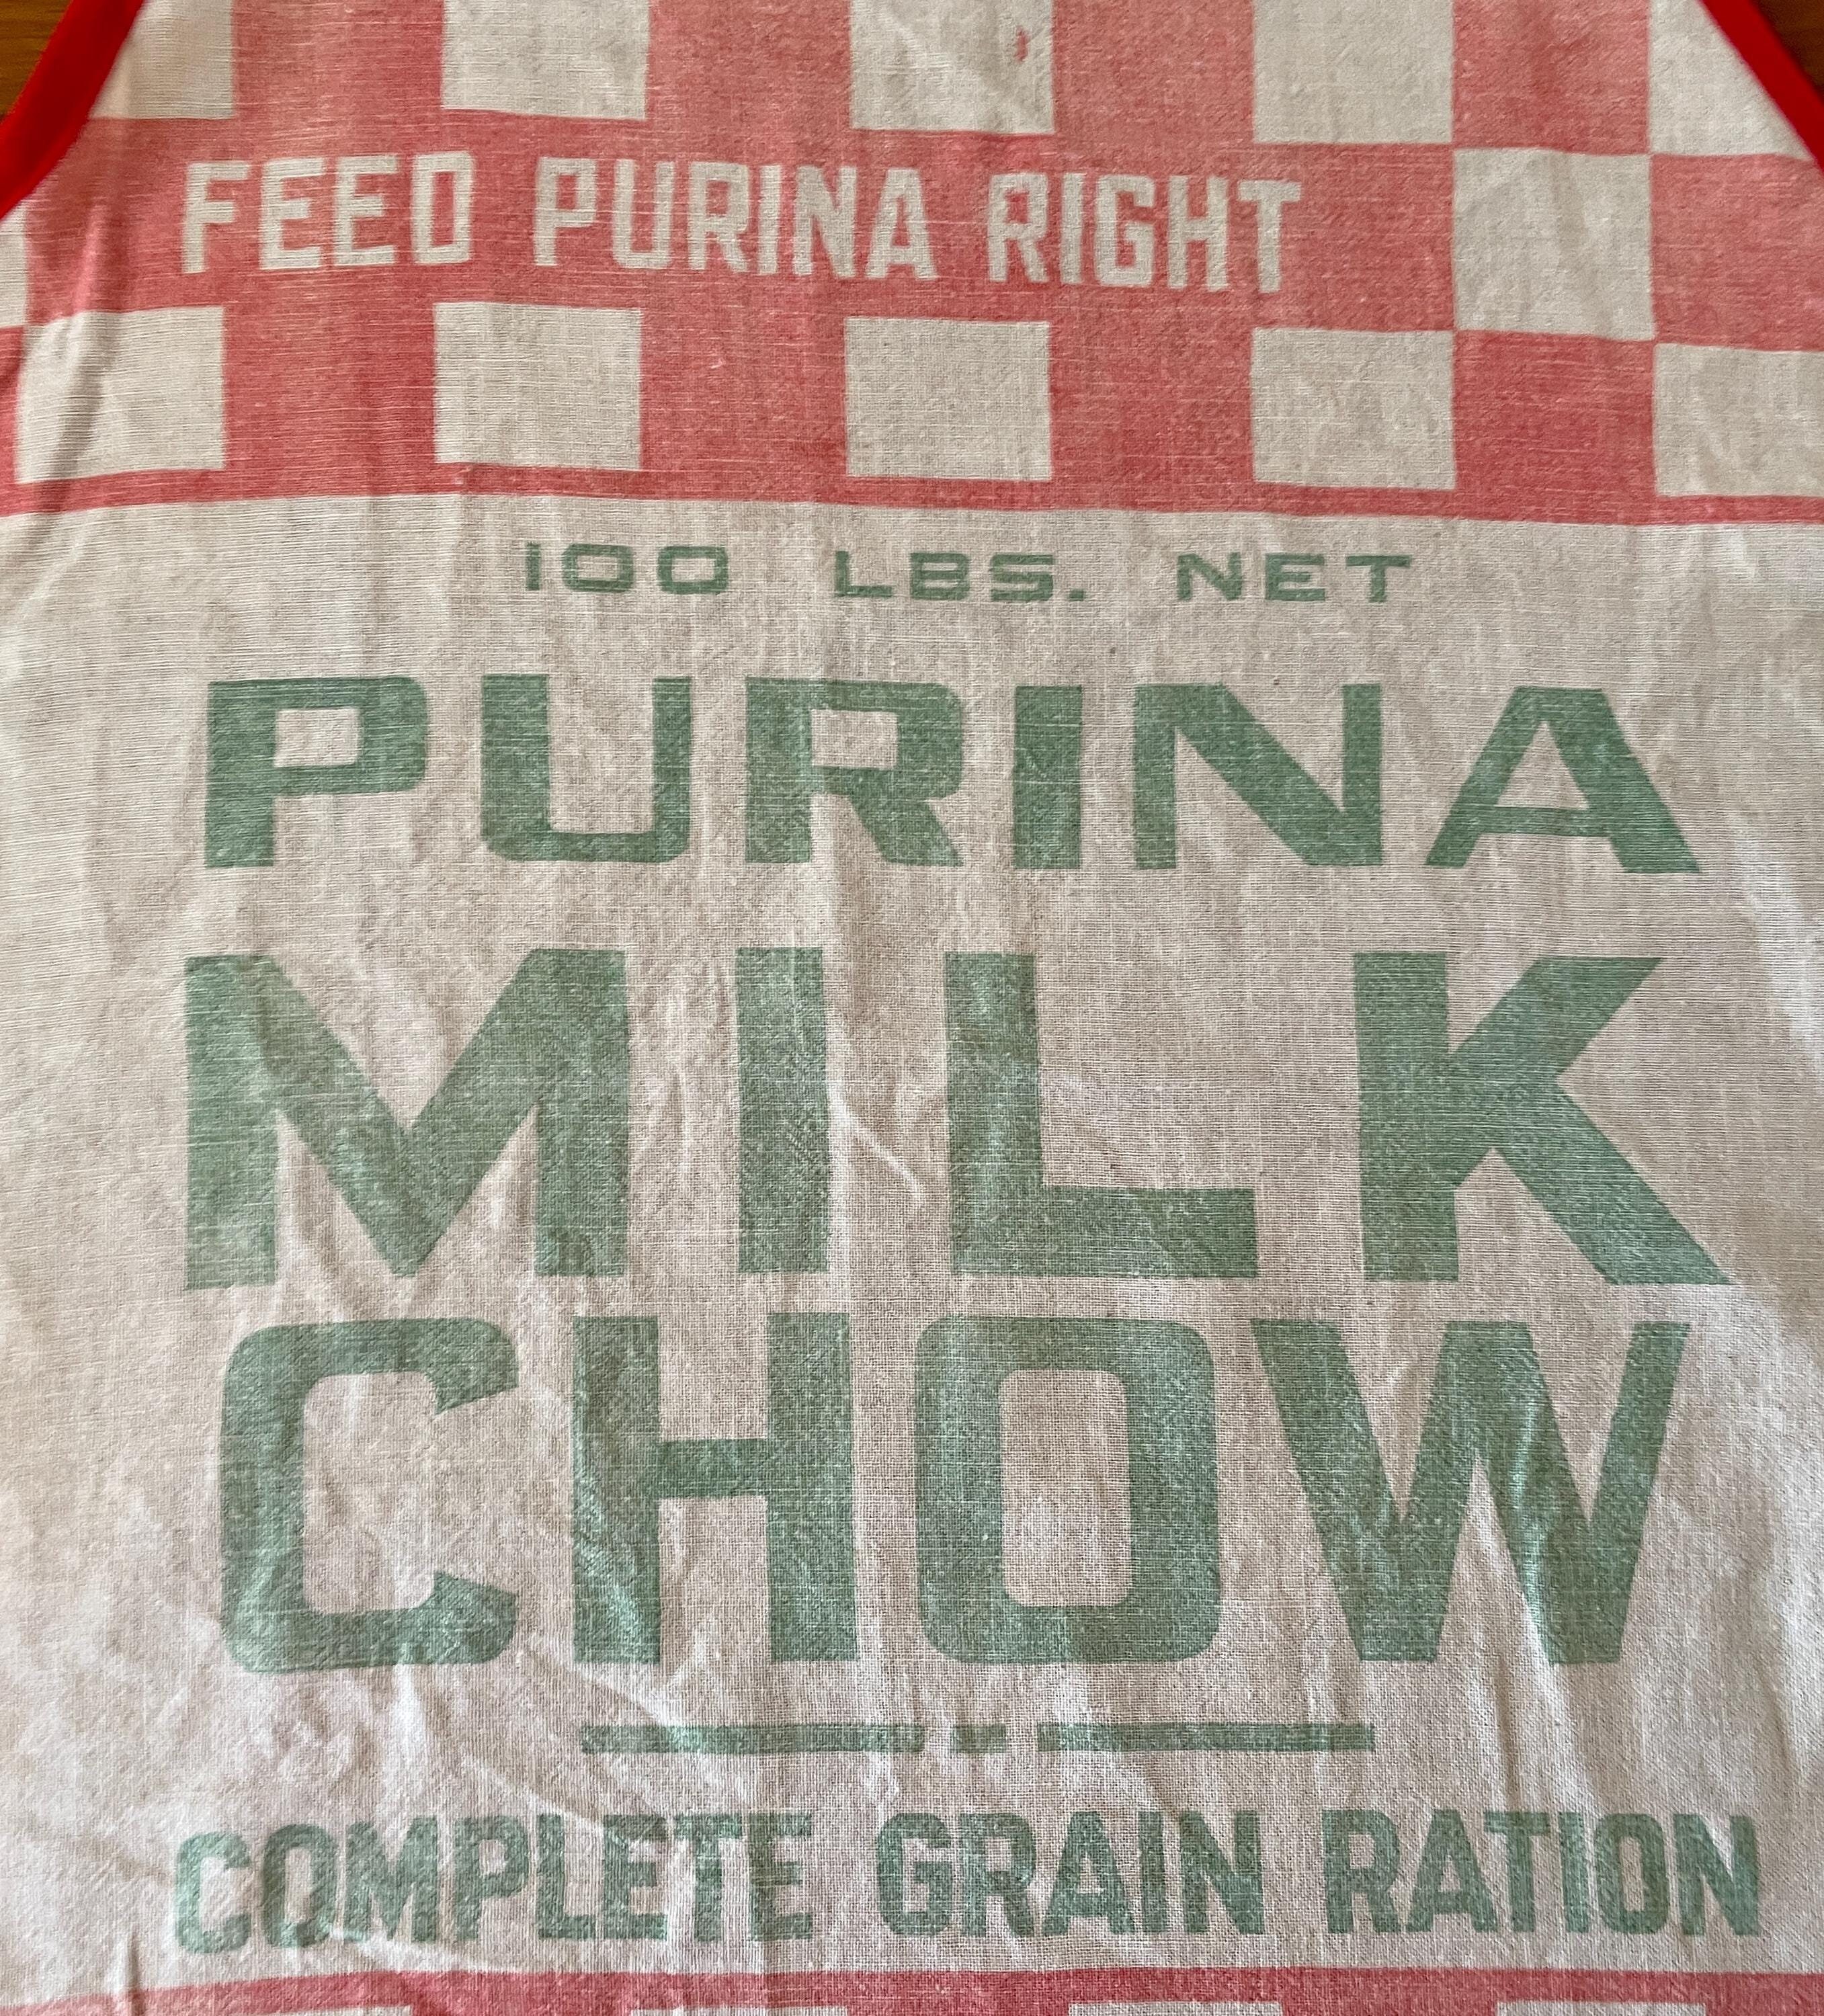 FEED PURINA RIGHT
100 LBS. NET
PURINA
MILK
CHOW
COMPLETE GRAIN RATION